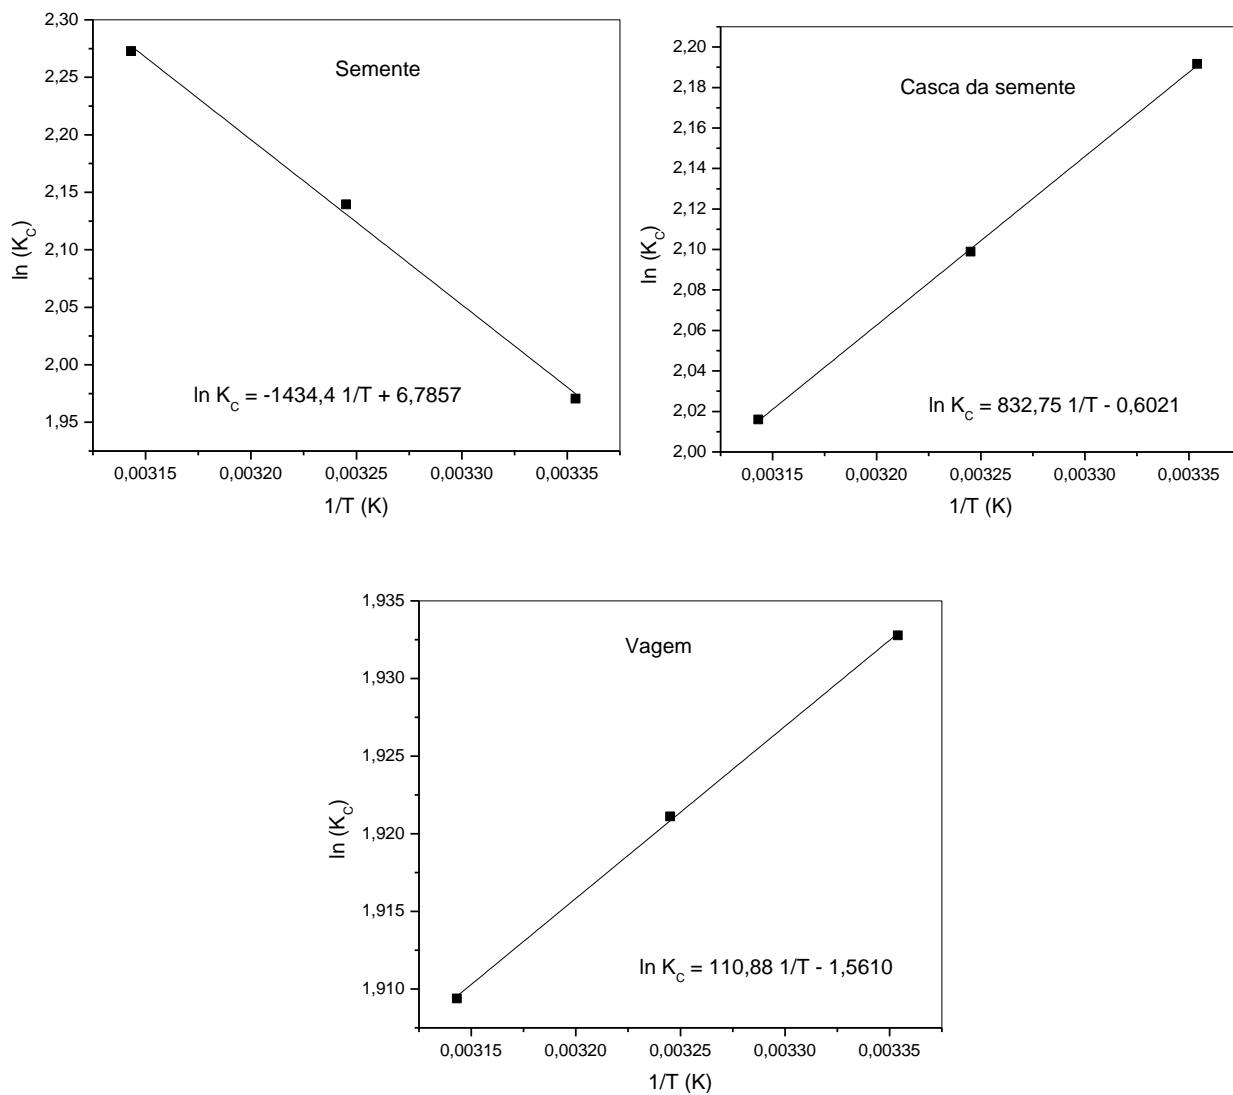 2,30
2,25
2,20
2,15
2,10
2,05
2,00
1,95
ln (K_C)
Semente
ln K_C = -1434,4 1/T + 6,7857
0,00315 0,00320 0,00325 0,00330 0,00335
1/T (K)
2,20
2,18
2,16
2,14
2,12
2,10
2,08
2,06
2,04
2,02
2,00
ln (K_C)
Casca da semente
ln K_C = 832,75 1/T - 0,6021
0,00315 0,00320 0,00325 0,00330 0,00335
1/T (K)
1,935
1,930
1,925
1,920
1,915
1,910
ln (K_C)
Vagem
ln K_C = 110,88 1/T - 1,5610
0,00315 0,00320 0,00325 0,00330 0,00335
1/T (K)